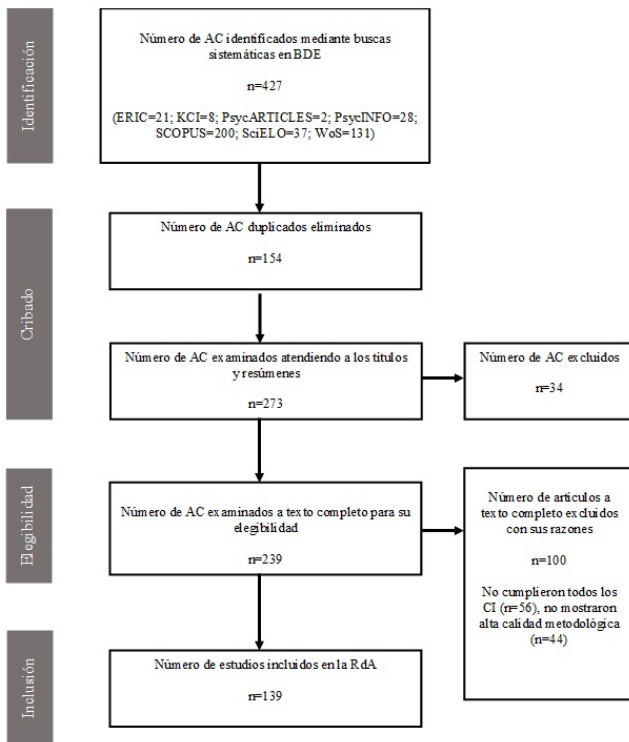 Identificación
Número de AC identificados mediante buscas
sistemáticas en BDE
n=427
(ERIC=21; KCI=8; PsycARTICLES=2; PsycINFO=28;
SCOPUS=200; SciELO=37; WoS=131)
Cribado
Número de AC duplicados eliminados
n=154
Número de AC examinados atendiendo a los títulos
y resúmenes
n=273
Número de AC excluidos
n=34
Elegibilidad
Número de AC examinados a texto completo para su
elegibilidad
n=239
Número de artículos a
texto completo excluidos
con sus razones
n=100
No cumplieron todos los
CI (n=56), no mostraron
alta calidad metodológica
(n=44)
Inclusión
Número de estudios incluidos en la RdA
n=139